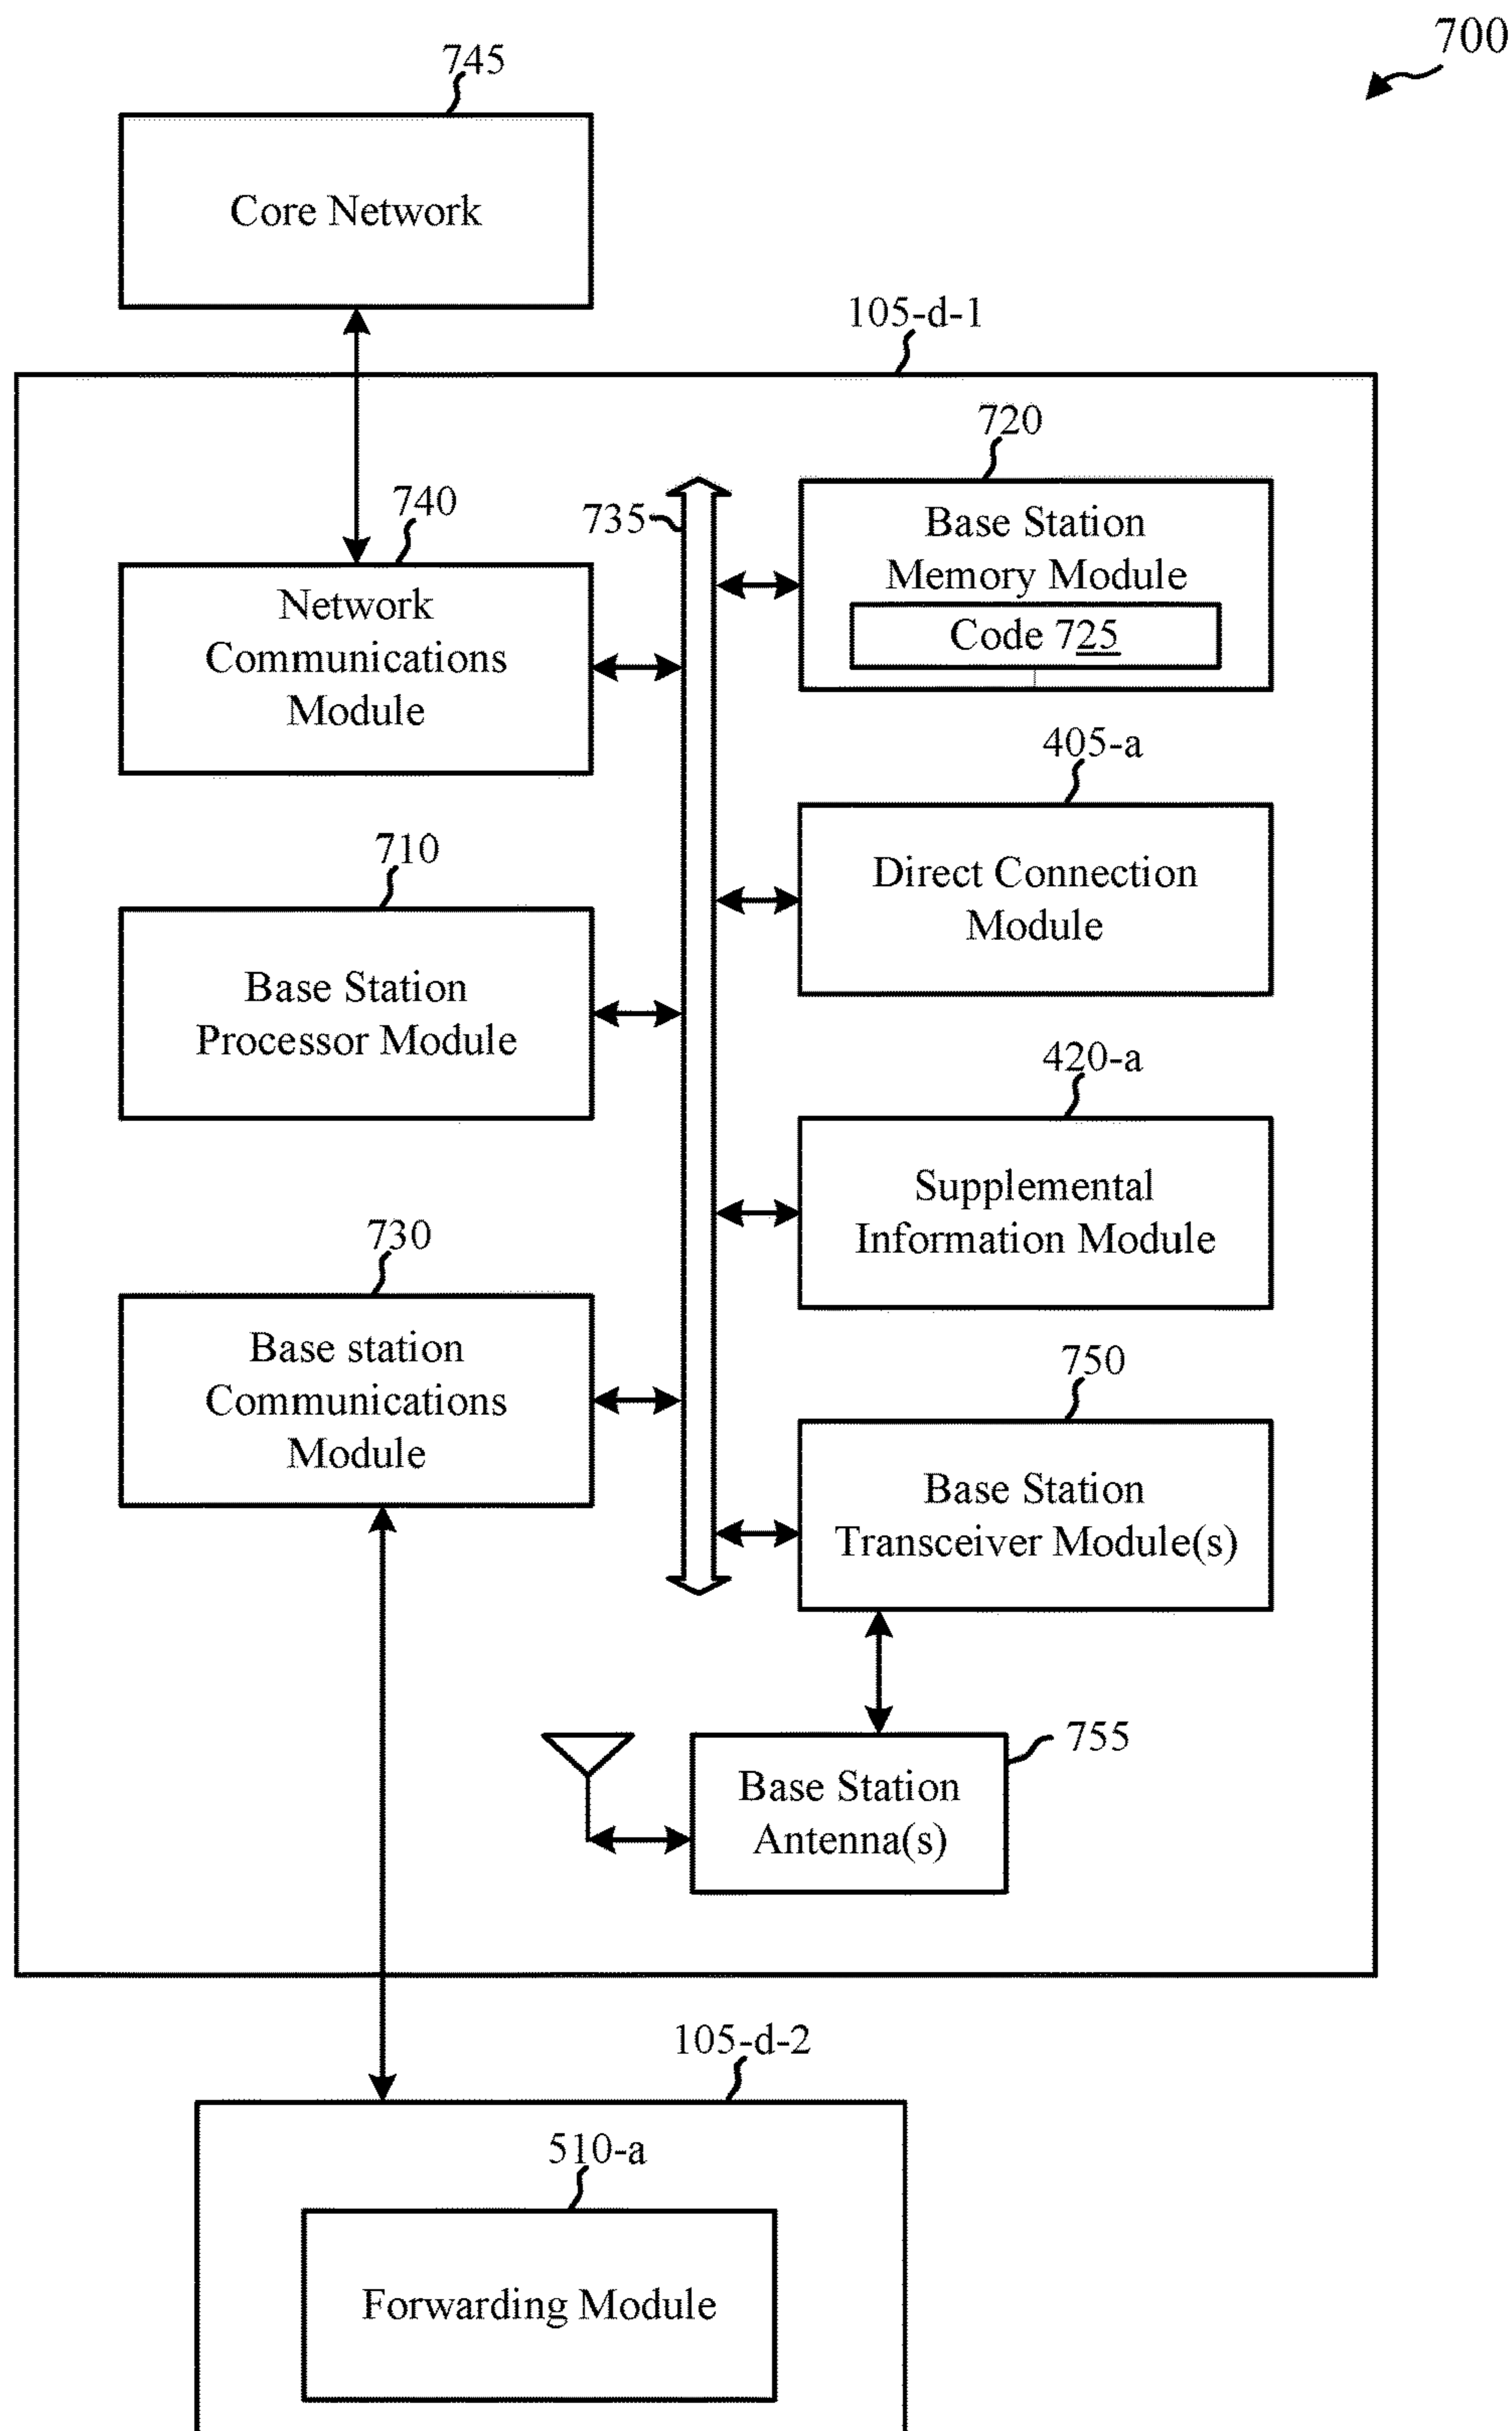 700
745
Core Network
105-d-1
720
740
735
Base Station
Memory Module
Code 725
Network
Communications
Module
405-a
Direct Connection
Module
710
Base Station
Processor Module
420-a
Supplemental
Information Module
730
Base station
Communications
Module
750
Base Station
Transceiver Module(s)
755
Base Station
Antenna(s)
105-d-2
510-a
Forwarding Module